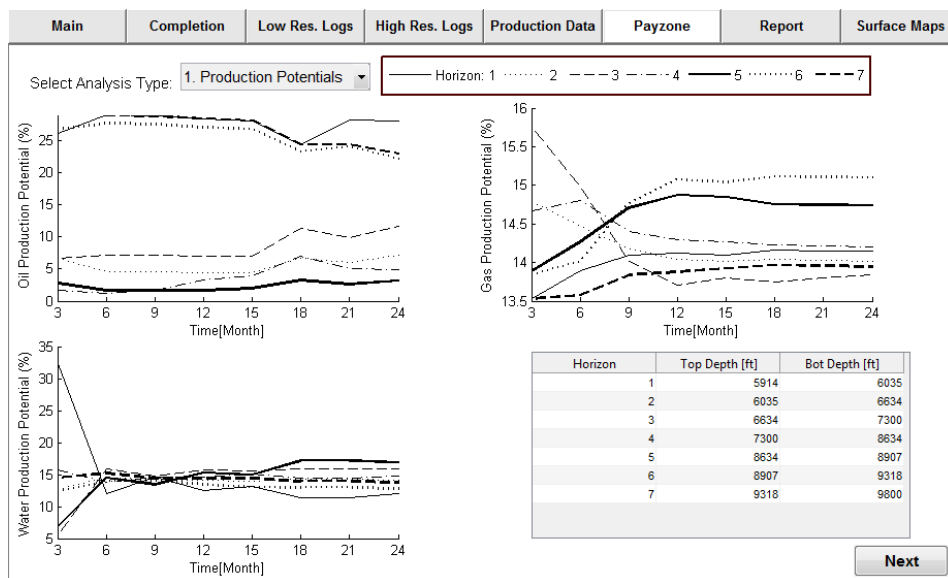 Main Completion Low Res. Logs High Res. Logs Production Data Payzone Report Surface Maps
Select Analysis Type: 1. Production Potentials
Horizon: 1 2 3 4 5 6 7
Oil Production Potential (%)
25
20
15
10
5
0
3 6 9 12 15 18 21 24
Time[Month]
Gas Production Potential (%)
16
15.5
15
14.5
14
13.5
3 6 9 12 15 18 21 24
Time[Month]
Water Production Potential (%)
35
30
25
20
15
10
5
3 6 9 12 15 18 21 24
Time[Month]
Horizon Top Depth [ft] Bot Depth [ft]
1 5914 6035
2 6035 6634
3 6634 7300
4 7300 8634
5 8634 8907
6 8907 9318
7 9318 9800
Next